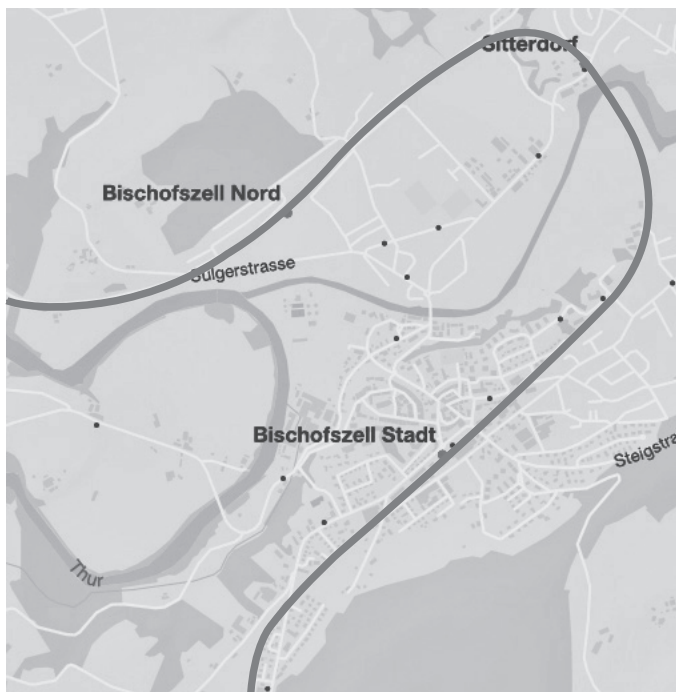 Sitterdorf
Bischofszell Nord
Sulgerstrasse
Bischofszell Stadt
Steigstra
Thur